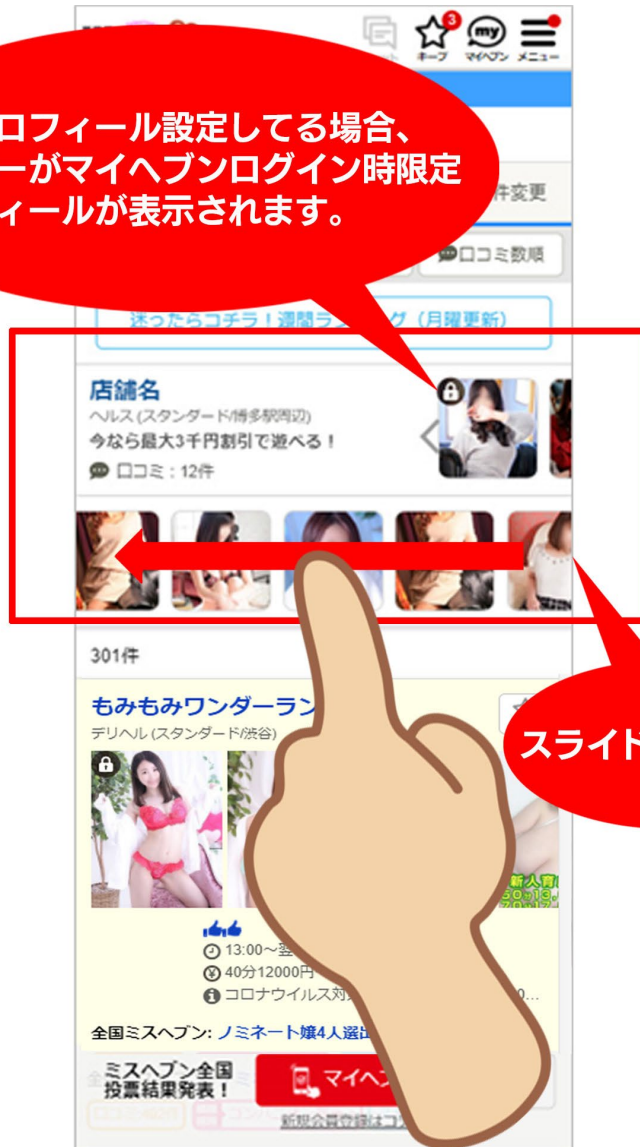 3
my
キープ
マイヘブン
メニュー
ロフィール設定してる場合、
ーがマイヘブンログイン時限定
ィールが表示されます。
件変更
口コミ数順
迷ったらコチラ！週間ラン
グ（月曜更新）
店舗名
ヘルス (スタンダード/博多駅周辺)
今なら最大3千円割引で遊べる！
口コミ : 12件
301件
もみもみワンダーラン
デリヘル (スタンダード/渋谷)
スライド
新人育
13:00～翌
40分12000円
コロナウイルス対
0...
全国ミスヘブン: ノミネート嬢4人選出
ミスヘブン全国
投票結果発表！
マイヘ
新規会員登録はコ